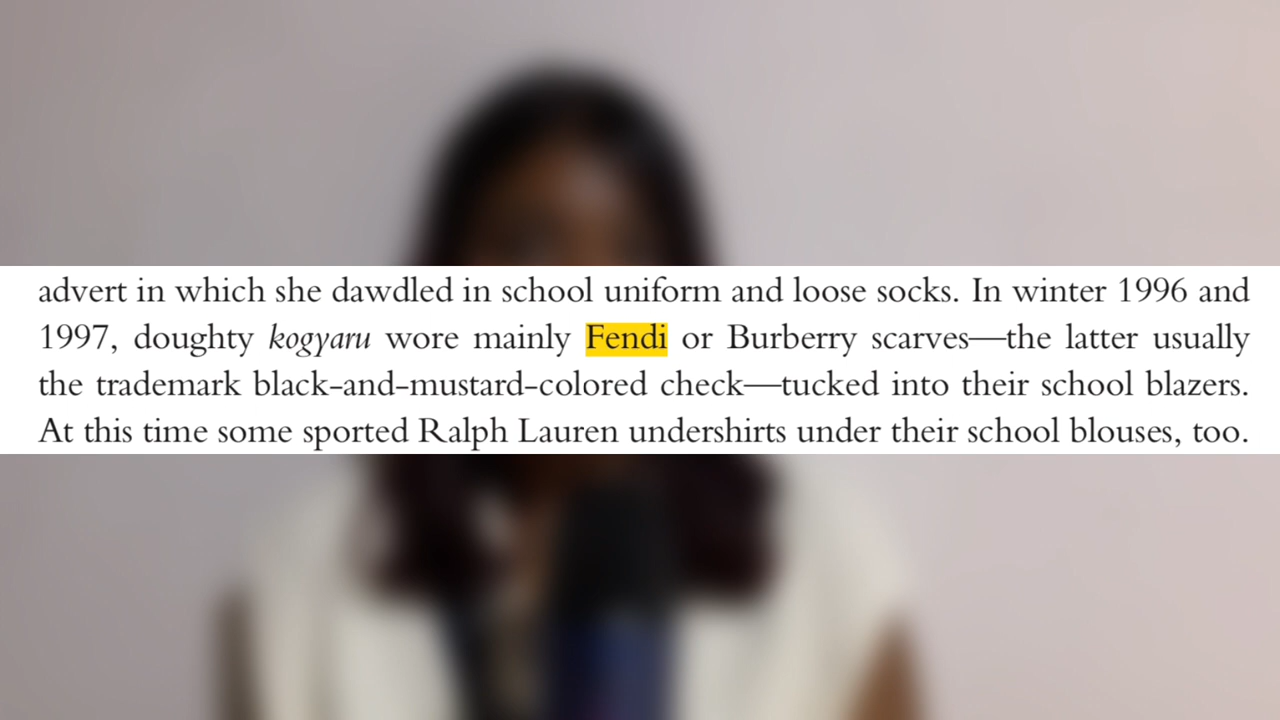 advert in which she dawdled in school uniform and loose socks. In winter 1996 and
1997, doughty kogyaru wore mainly Fendi or Burberry scarves—the latter usually
the trademark black-and-mustard-colored check—tucked into their school blazers.
At this time some sported Ralph Lauren undershirts under their school blouses, too.